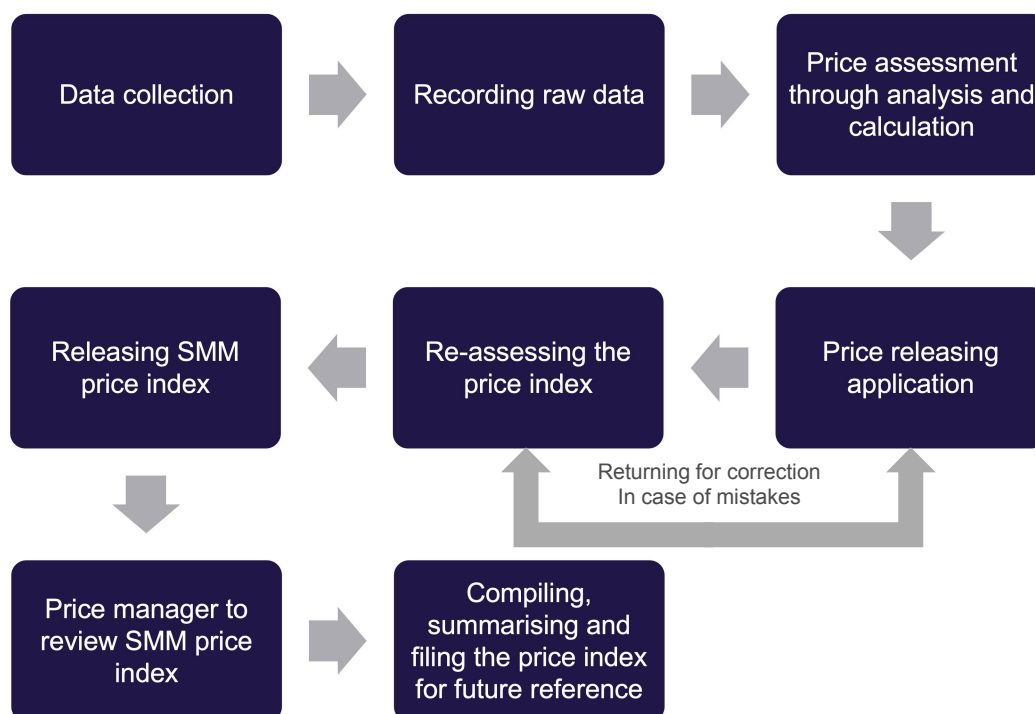 Data collection
Recording raw data
Price assessment
through analysis and
calculation
Releasing SMM
price index
Re-assessing the
price index
Price releasing
application
Returning for correction
In case of mistakes
Price manager to
review SMM price
index
Compiling,
summarising and
filing the price index
for future reference